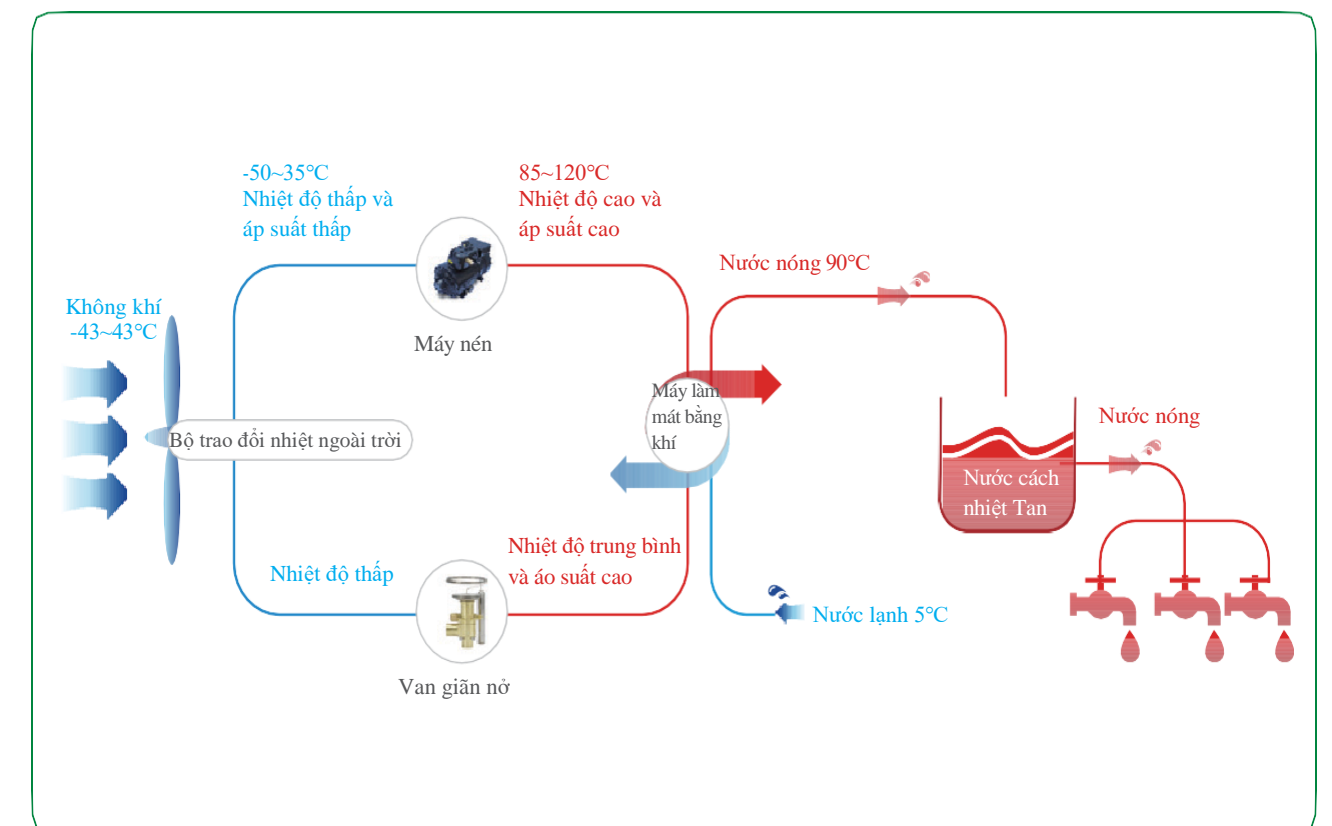 -50~35℃
Nhiệt độ thấp và
áp suất thấp
85~120℃
Nhiệt độ cao và
áp suất cao
Nước nóng 90℃
Không khí
-43~43℃
Máy nén
Máy làm
mát bằng
khí
Bộ trao đổi nhiệt ngoài trời
Nước nóng
Nước cách
nhiệt Tan
Nhiệt độ thấp
Nhiệt độ trung bình
và áo suất cao
Nước lạnh 5℃
Van giãn nở